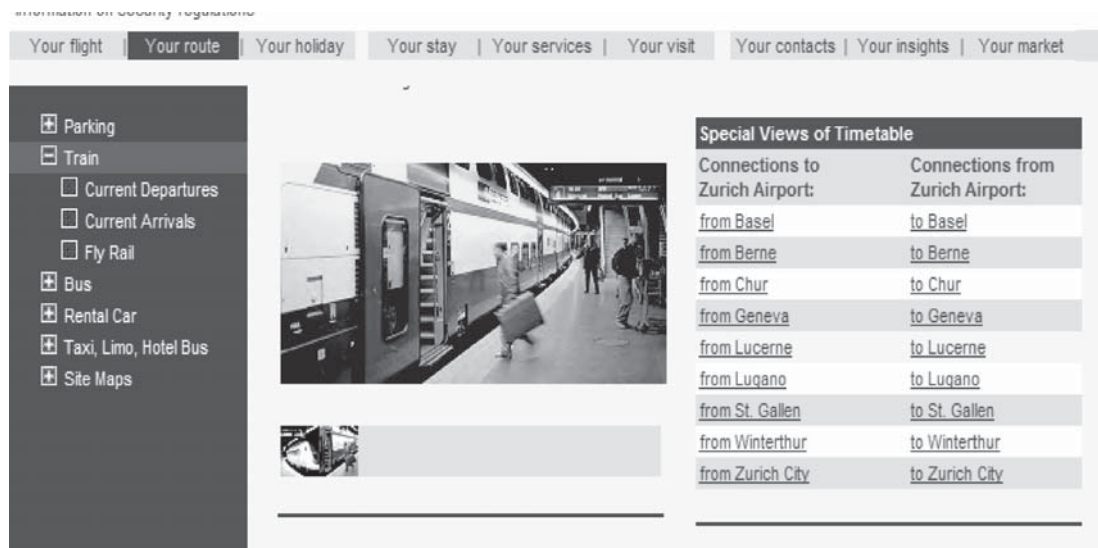 Information on Security regulations
Your flight | Your route | Your holiday Your stay | Your services | Your visit Your contacts | Your insights | Your market
Parking
Train
Current Departures
Current Arrivals
Fly Rail
Bus
Rental Car
Taxi, Limo, Hotel Bus
Site Maps
Special Views of Timetable
Connections to Connections from
Zurich Airport: Zurich Airport:
from Basel to Basel
from Berne to Berne
from Chur to Chur
from Geneva to Geneva
from Lucerne to Lucerne
from Lugano to Lugano
from St. Gallen to St. Gallen
from Winterthur to Winterthur
from Zurich City to Zurich City